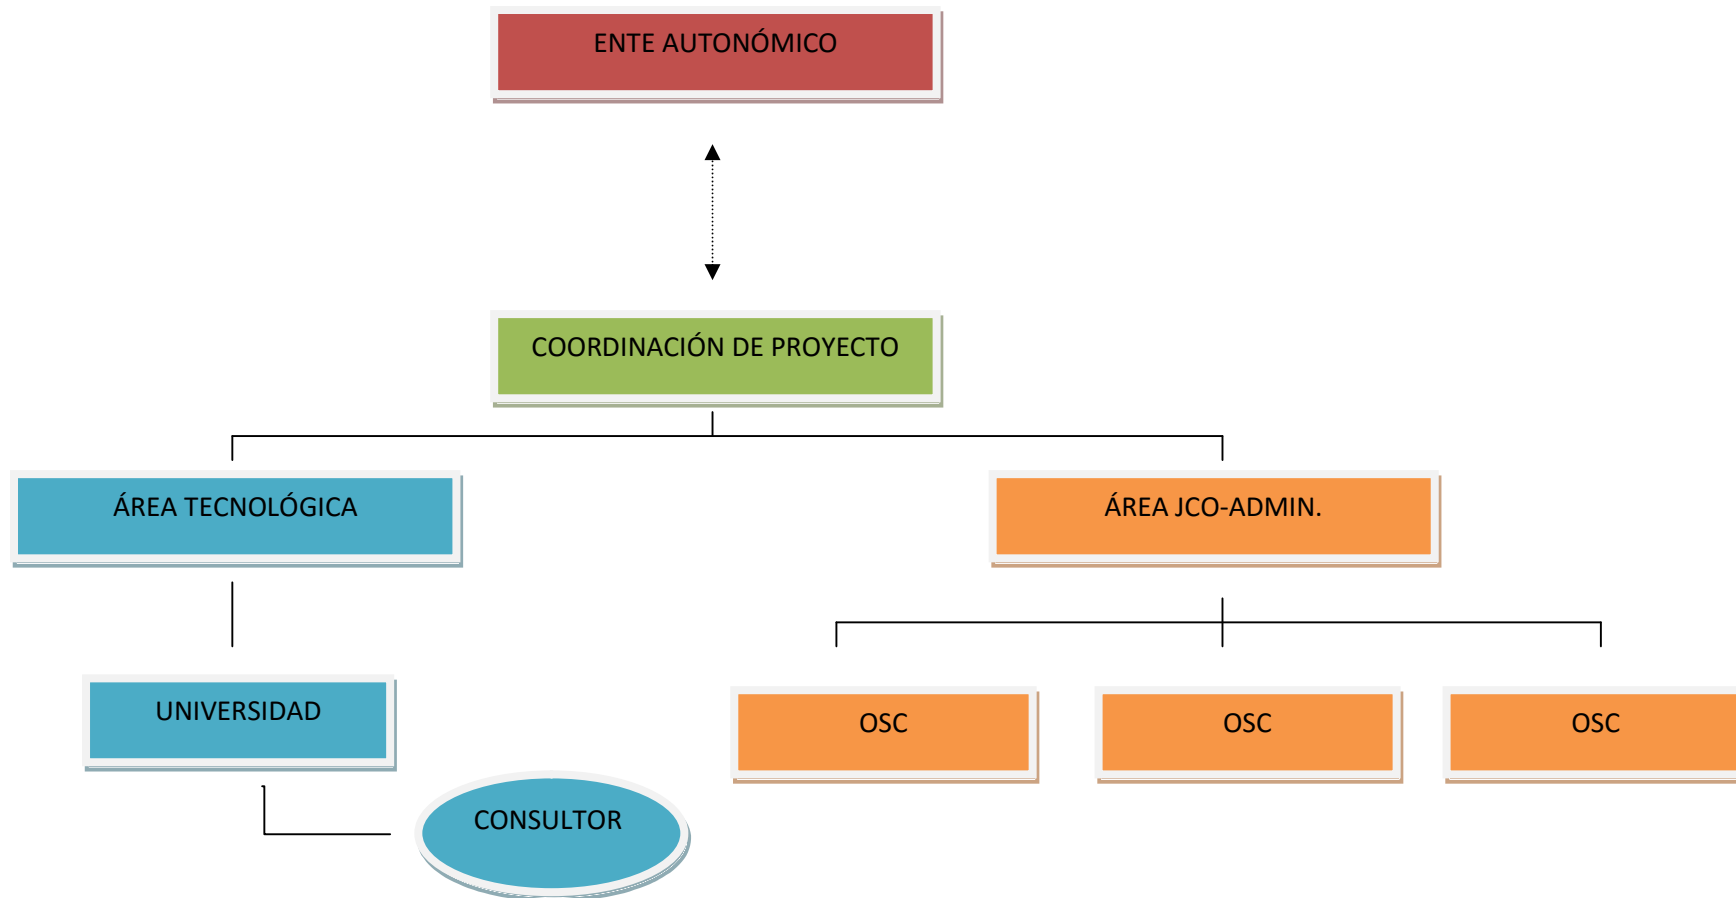 ENTE AUTONÓMICO
COORDINACIÓN DE PROYECTO
ÁREA TECNOLÓGICA
ÁREA JCO-ADMIN.
UNIVERSIDAD
OSC
OSC
OSC
CONSULTOR